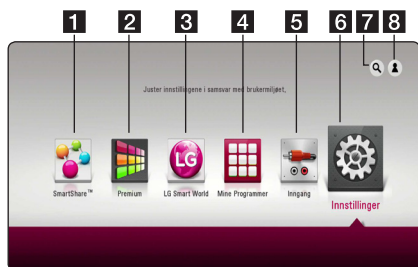 1 2 3 4 5 6 7 8
Juster innstillingene i samsvar med brukermiljøet.
LG
SmartShare™ Premium LG Smart World Mine Programmer Inngang
Innstillinger